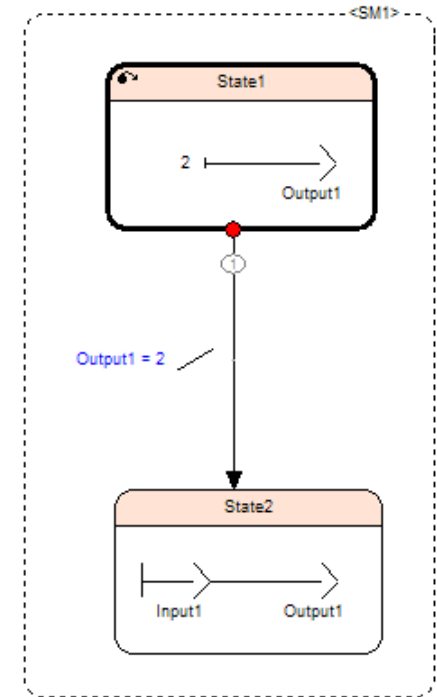 <SM1>
State1
2
Output1
1
Output1 = 2
State2
Input1
Output1